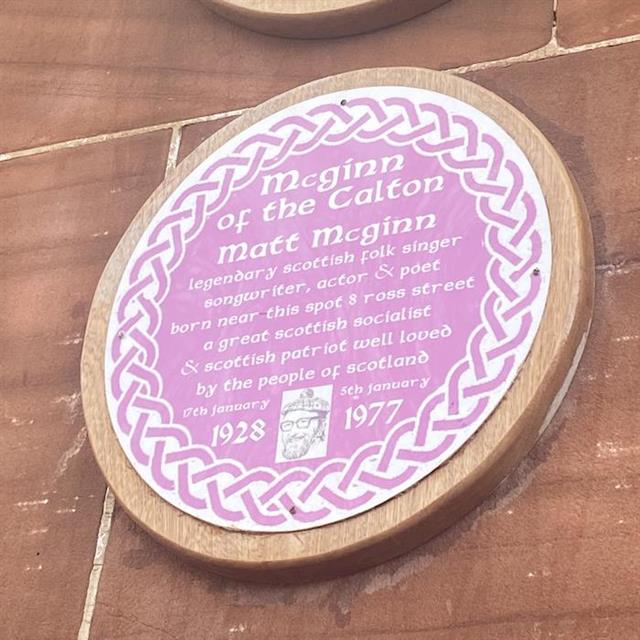 McGinn
of the Calton
Matt McGinn
legendary scottish folk singer
songwriter, actor & poet
born near this spot 8 ross street
a great scottish socialist
& scottish patriot well loved
by the people of scotland
17th january 5th january
1928 1977